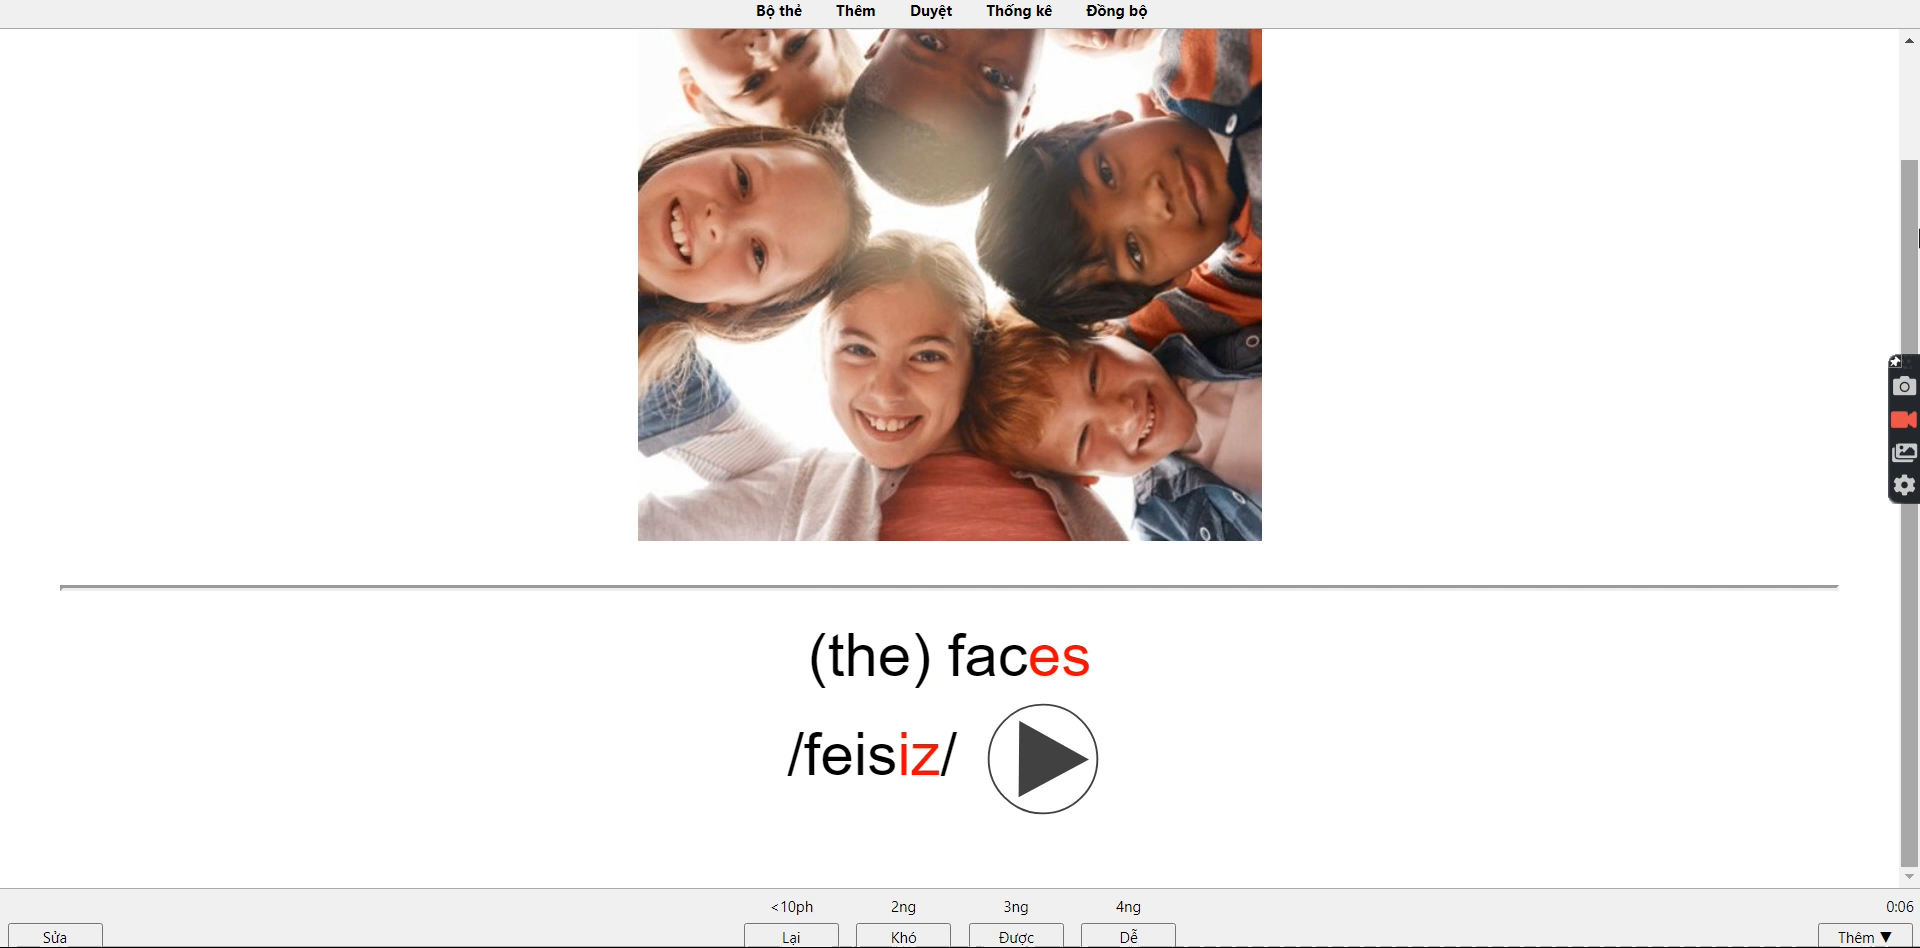 Bộ thẻ Thêm Duyệt Thống kê Đồng bộ
(the) faces
/feisiz/
<10ph 2ng 3ng 4ng 0:06
Sửa Lại Khó Được Dễ Thêm ▼